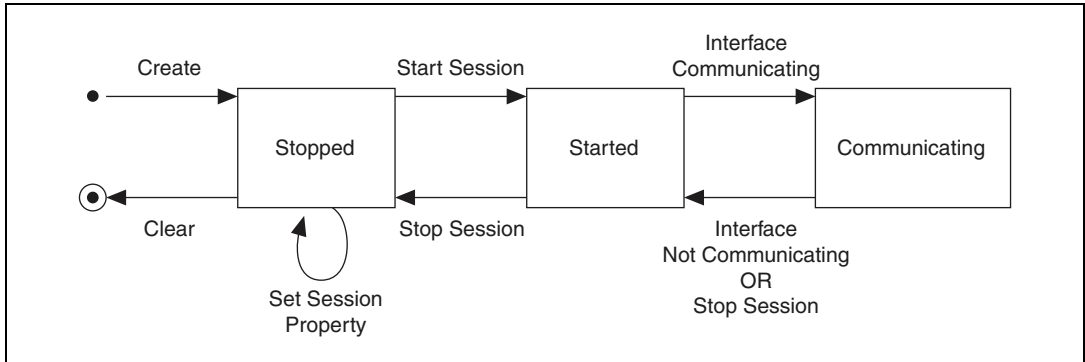 Create
Start Session
Interface
Communicating
Stopped
Started
Communicating
Clear
Stop Session
Interface
Not Communicating
OR
Stop Session
Set Session
Property